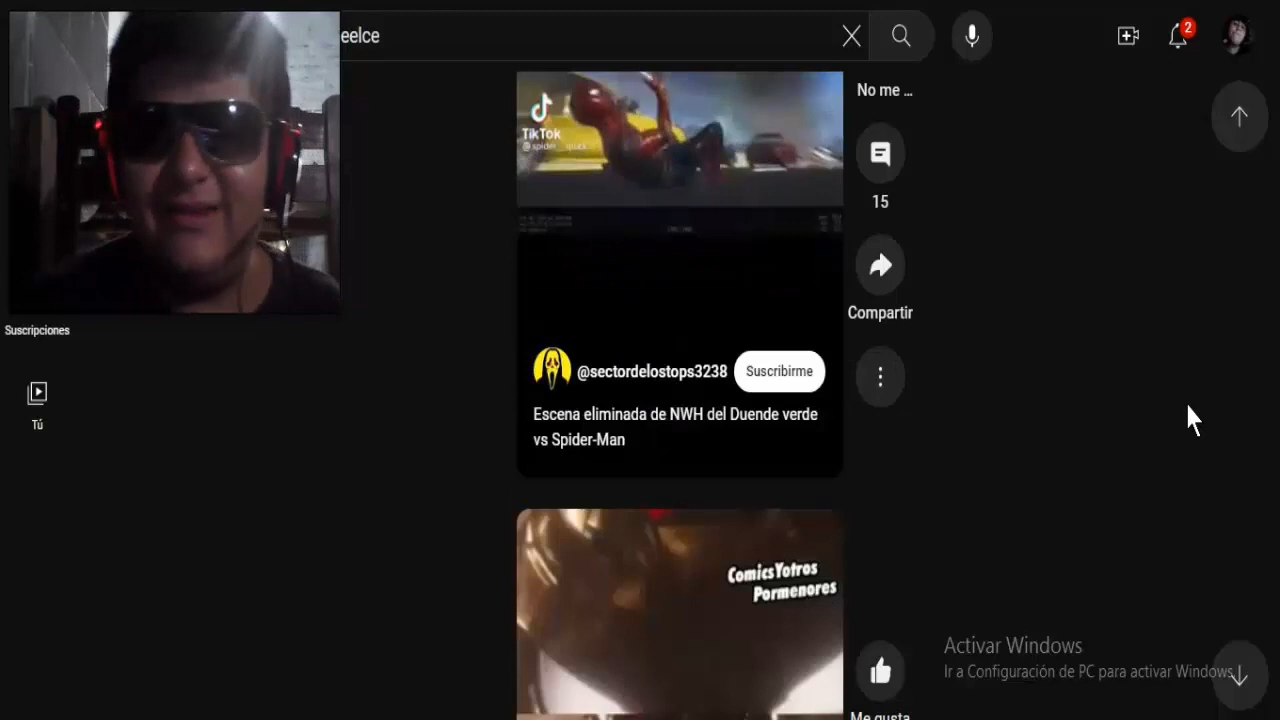 eelce
2
No me ...
TikTok
15
Compartir
Suscripciones
@sectordelostops3238
Suscribirme
Tú
Escena eliminada de NWH del Duende verde
vs Spider-Man
ComicsYotros
Pormenores
Activar Windows
Ir a Configuración de PC para activar Windows.
Me gusta